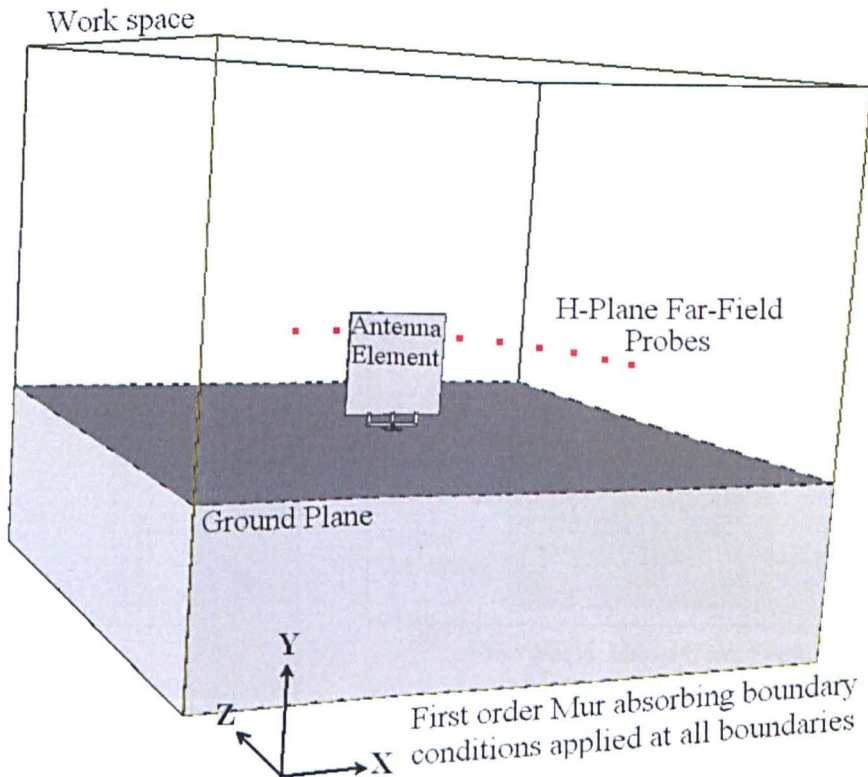 Work space
H-Plane Far-Field
Probes
Antenna
Element
Ground Plane
Y
Z
X
First order Mur absorbing boundary
conditions applied at all boundaries